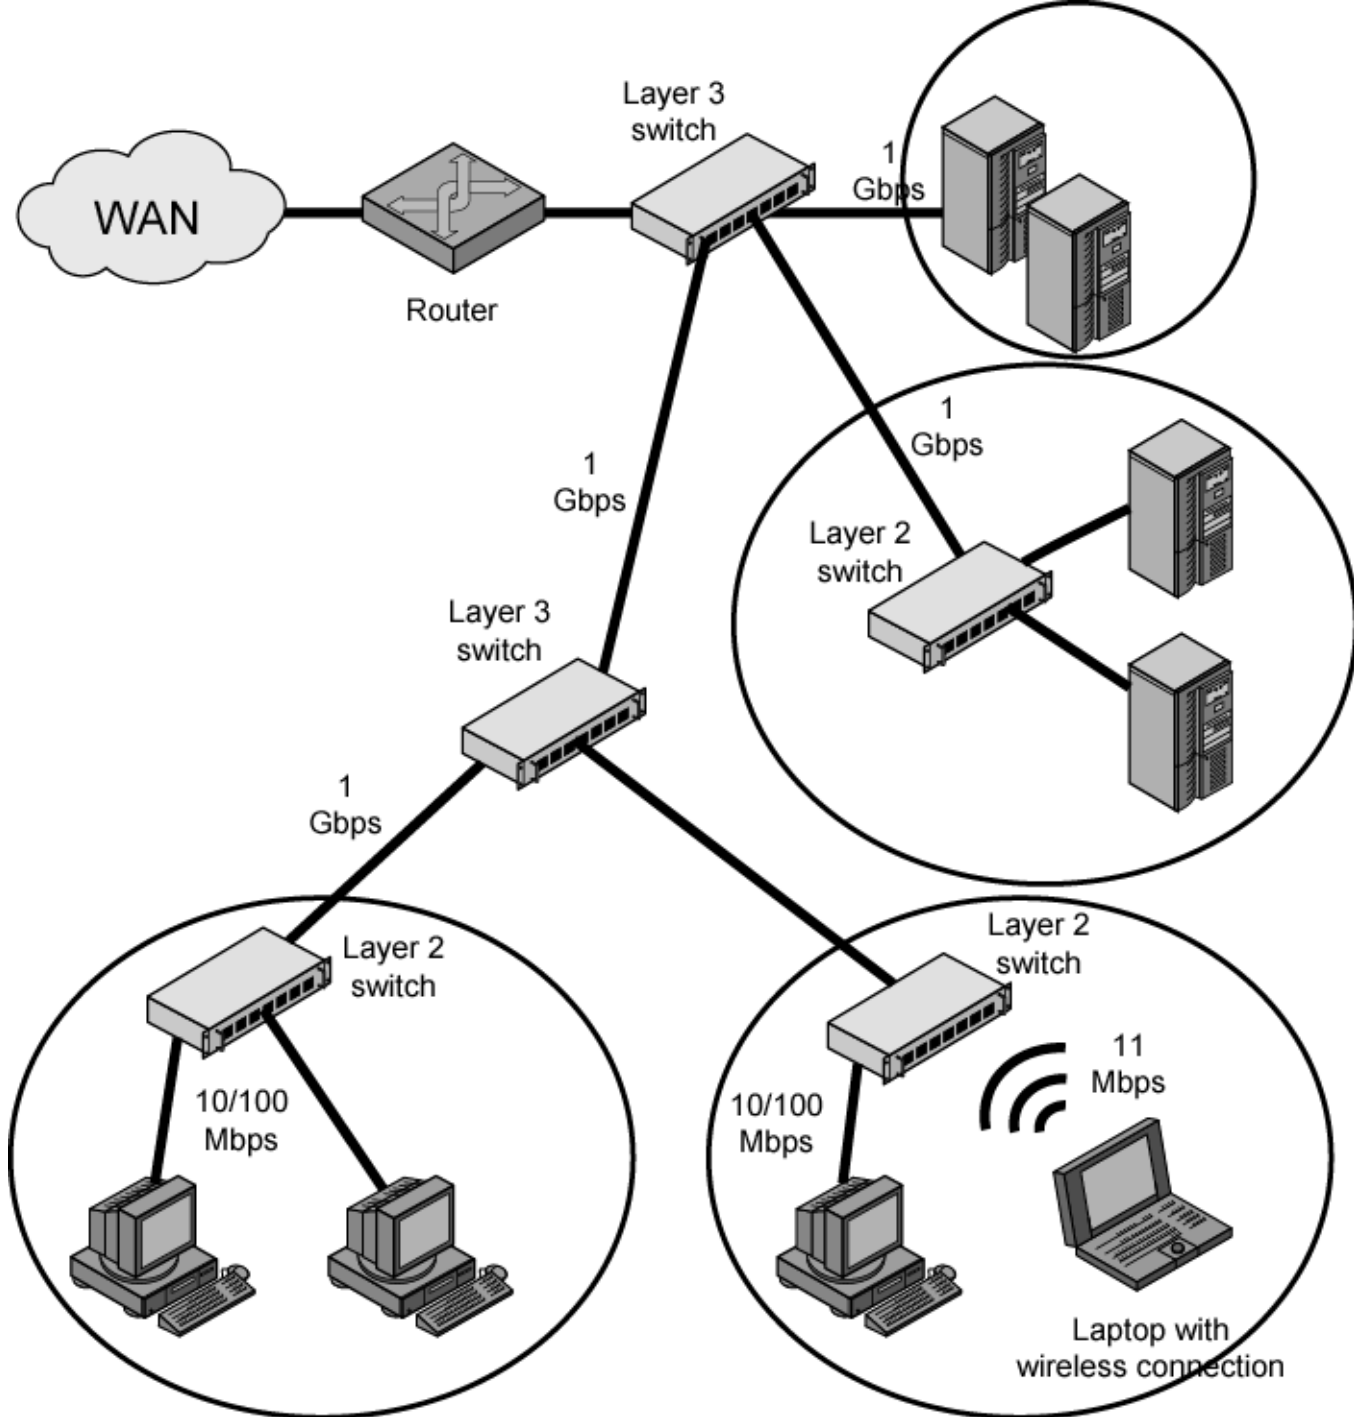 Layer 3
switch
1
Gbps
WAN
Router
1
Gbps
1
Gbps
Layer 2
switch
Layer 3
switch
1
Gbps
Layer 2
switch
Layer 2
switch
11
Mbps
10/100
Mbps
10/100
Mbps
Laptop with
wireless connection